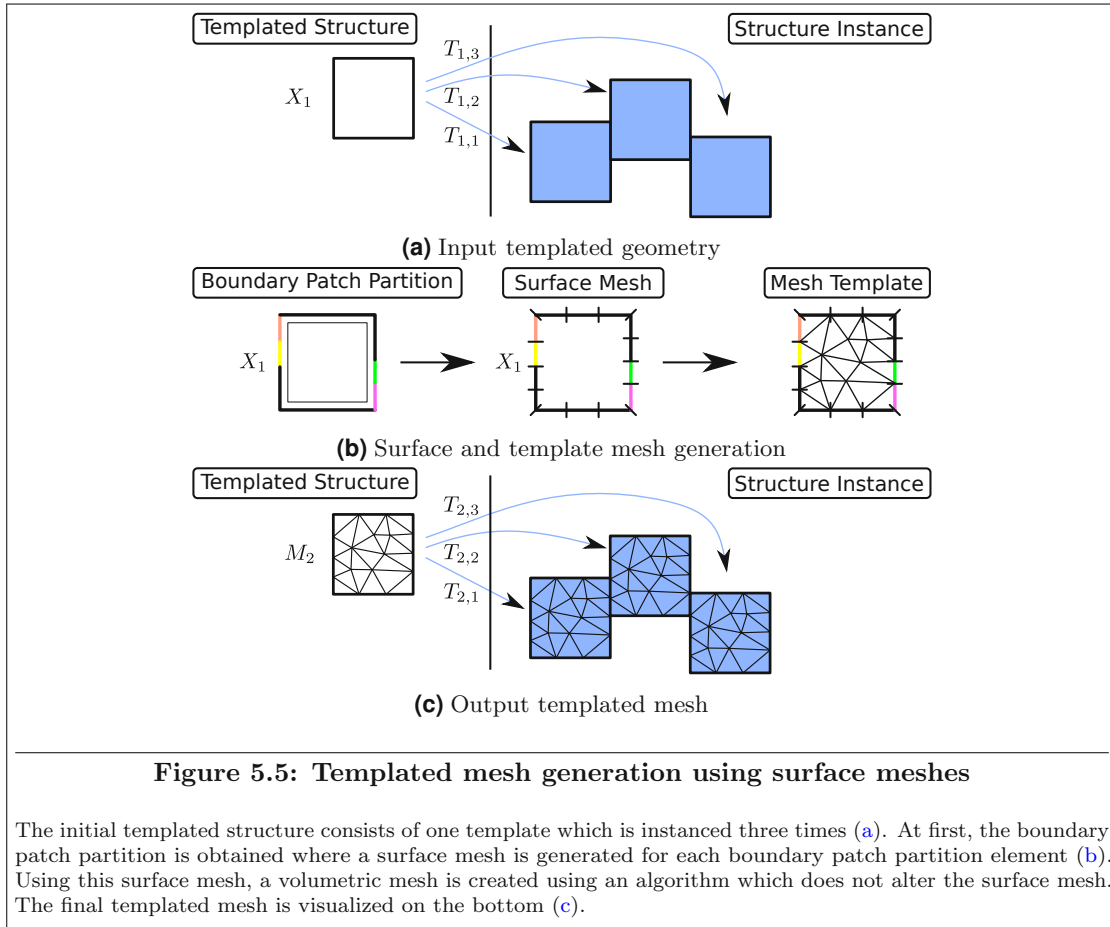 Templated Structure
Structure Instance
T1,3
X1
T1,2
T1,1
(a) Input templated geometry
Boundary Patch Partition
Surface Mesh
Mesh Template
X1
X1
(b) Surface and template mesh generation
Templated Structure
Structure Instance
T2,3
M2
T2,2
T2,1
(c) Output templated mesh
Figure 5.5: Templated mesh generation using surface meshes
The initial templated structure consists of one template which is instanced three times (a). At first, the boundary
patch partition is obtained where a surface mesh is generated for each boundary patch partition element (b).
Using this surface mesh, a volumetric mesh is created using an algorithm which does not alter the surface mesh.
The final templated mesh is visualized on the bottom (c).